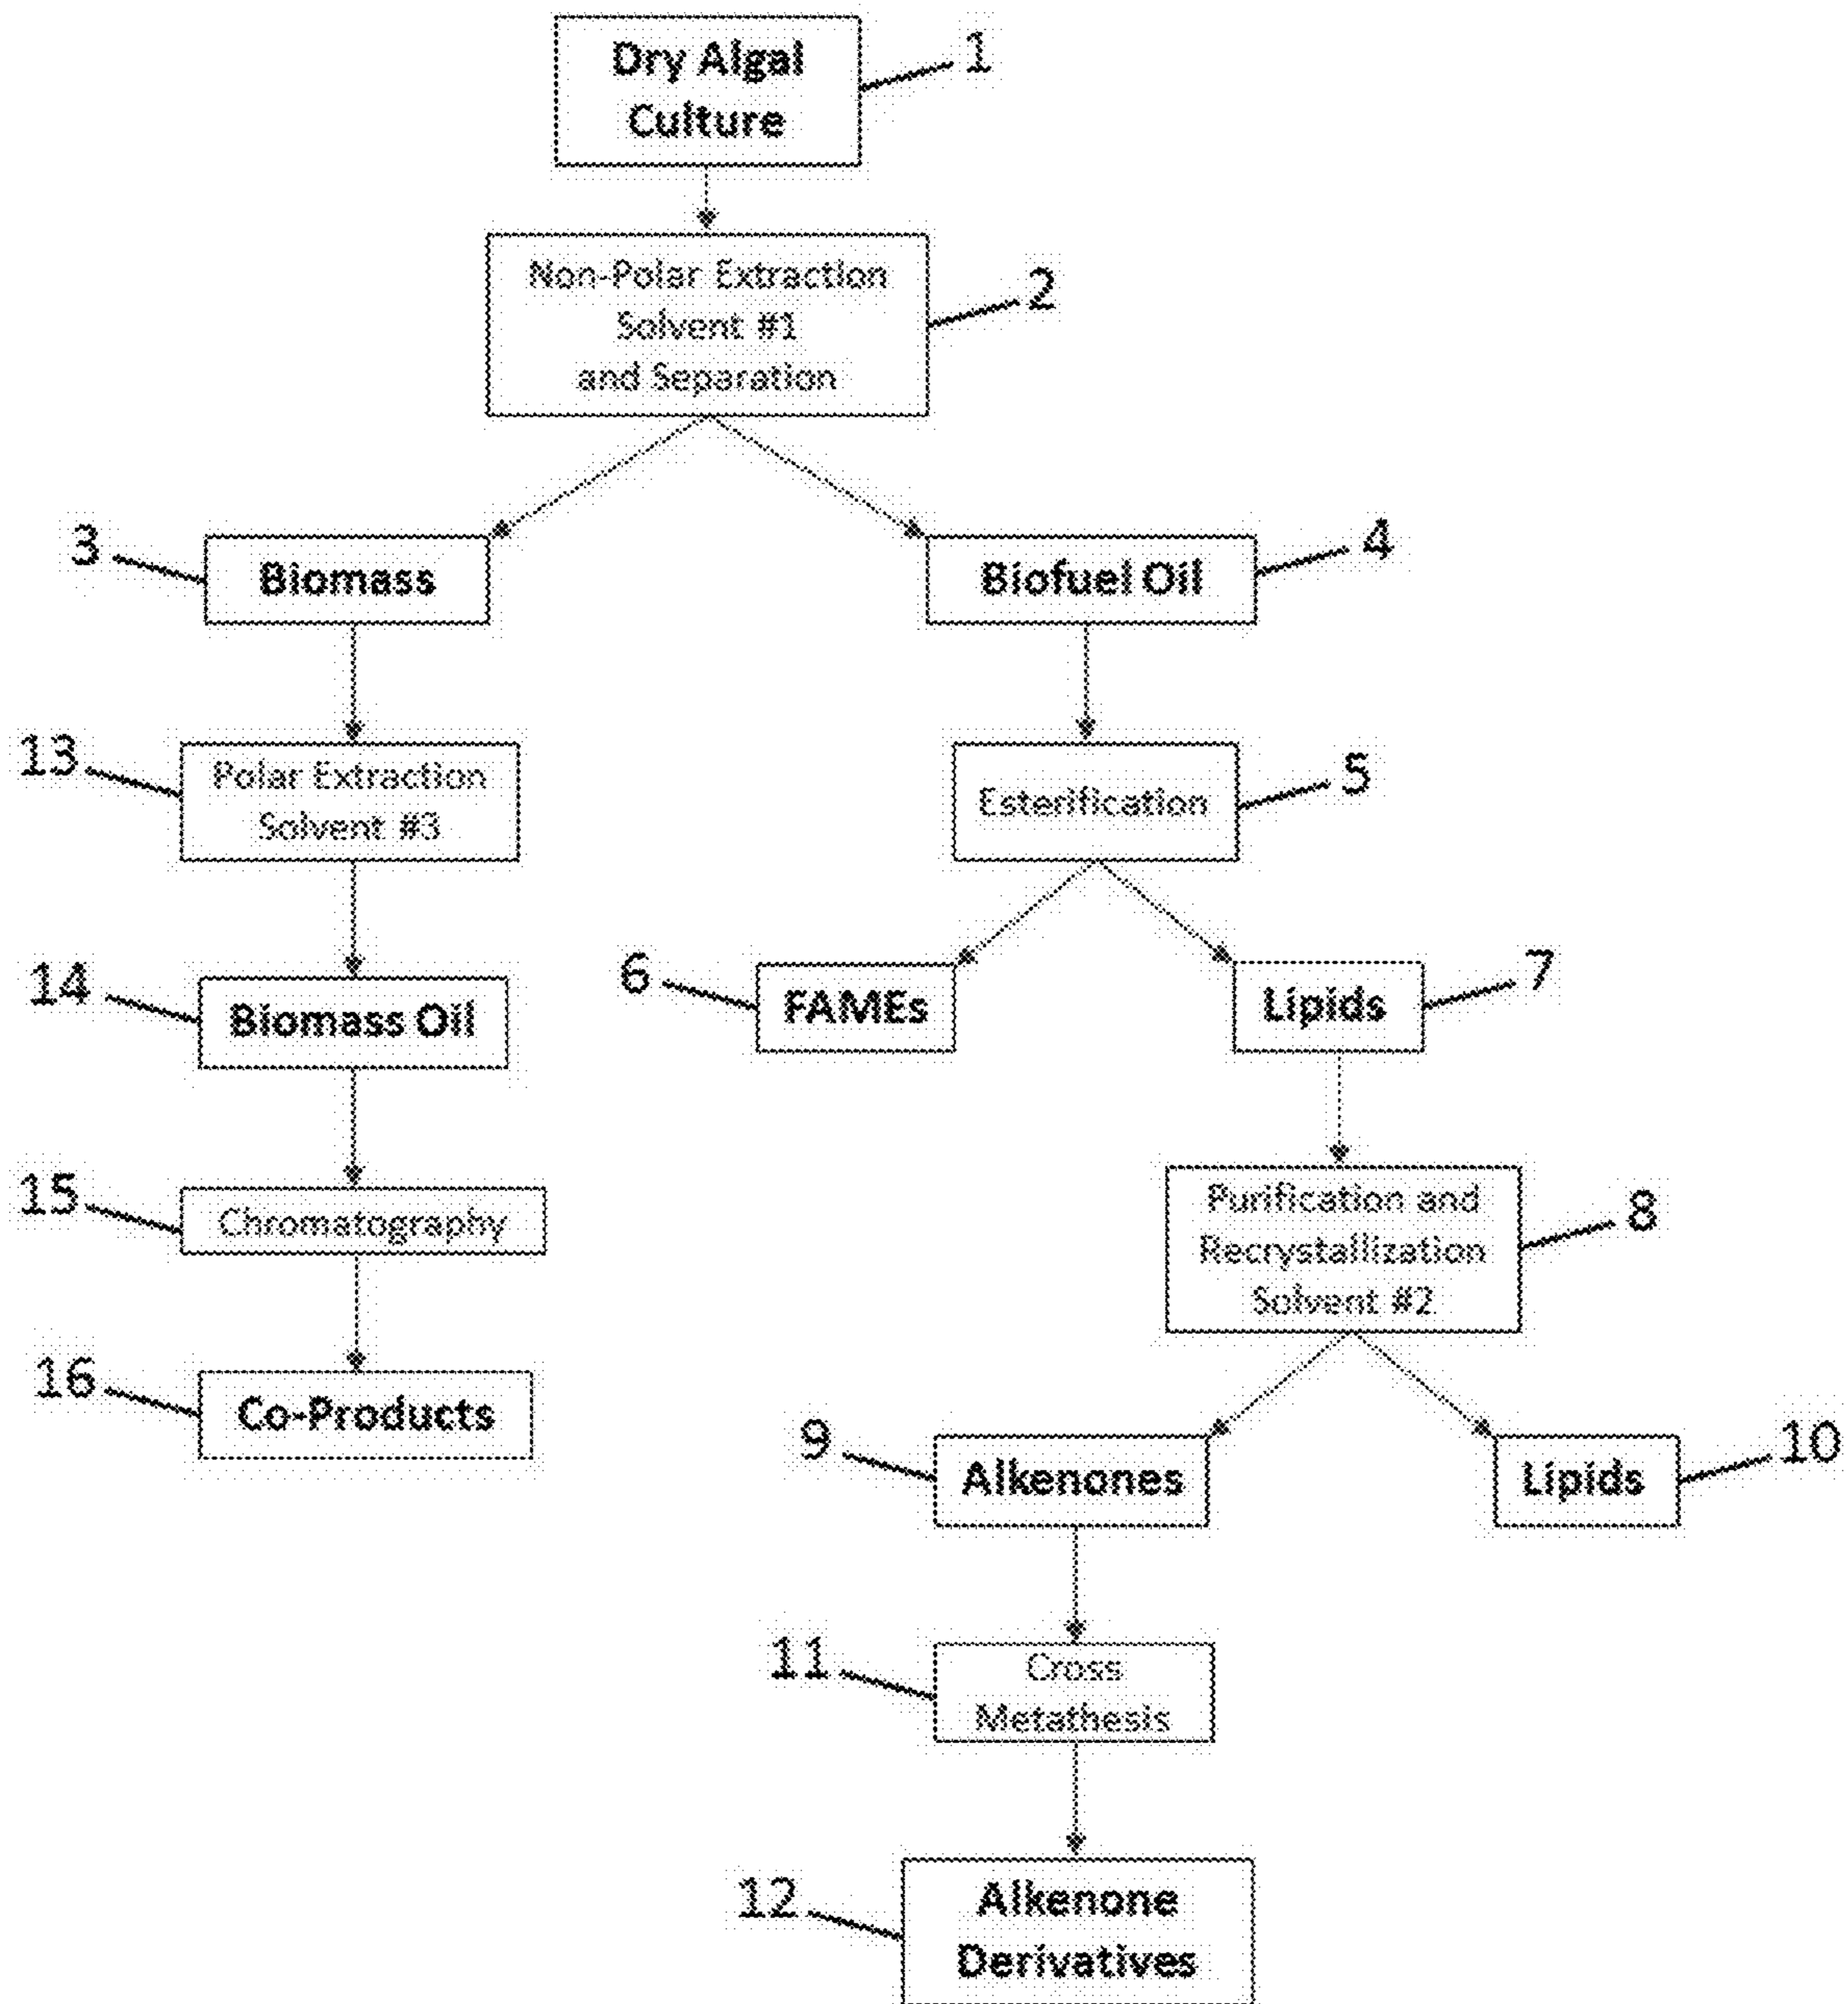 Dry Algal
Culture
1
Non-Polar Extraction
Solvent #1
and Separation
2
3
Biomass
Biofuel Oil
4
13
Polar Extraction
Solvent #3
Esterification
5
14
Biomass Oil
6
FAMEs
Lipids
7
15
Chromatography
Purification and
Recrystallization
Solvent #2
8
16
Co-Products
9
Alkenones
Lipids
10
11
Cross
Metathesis
12
Alkenone
Derivatives